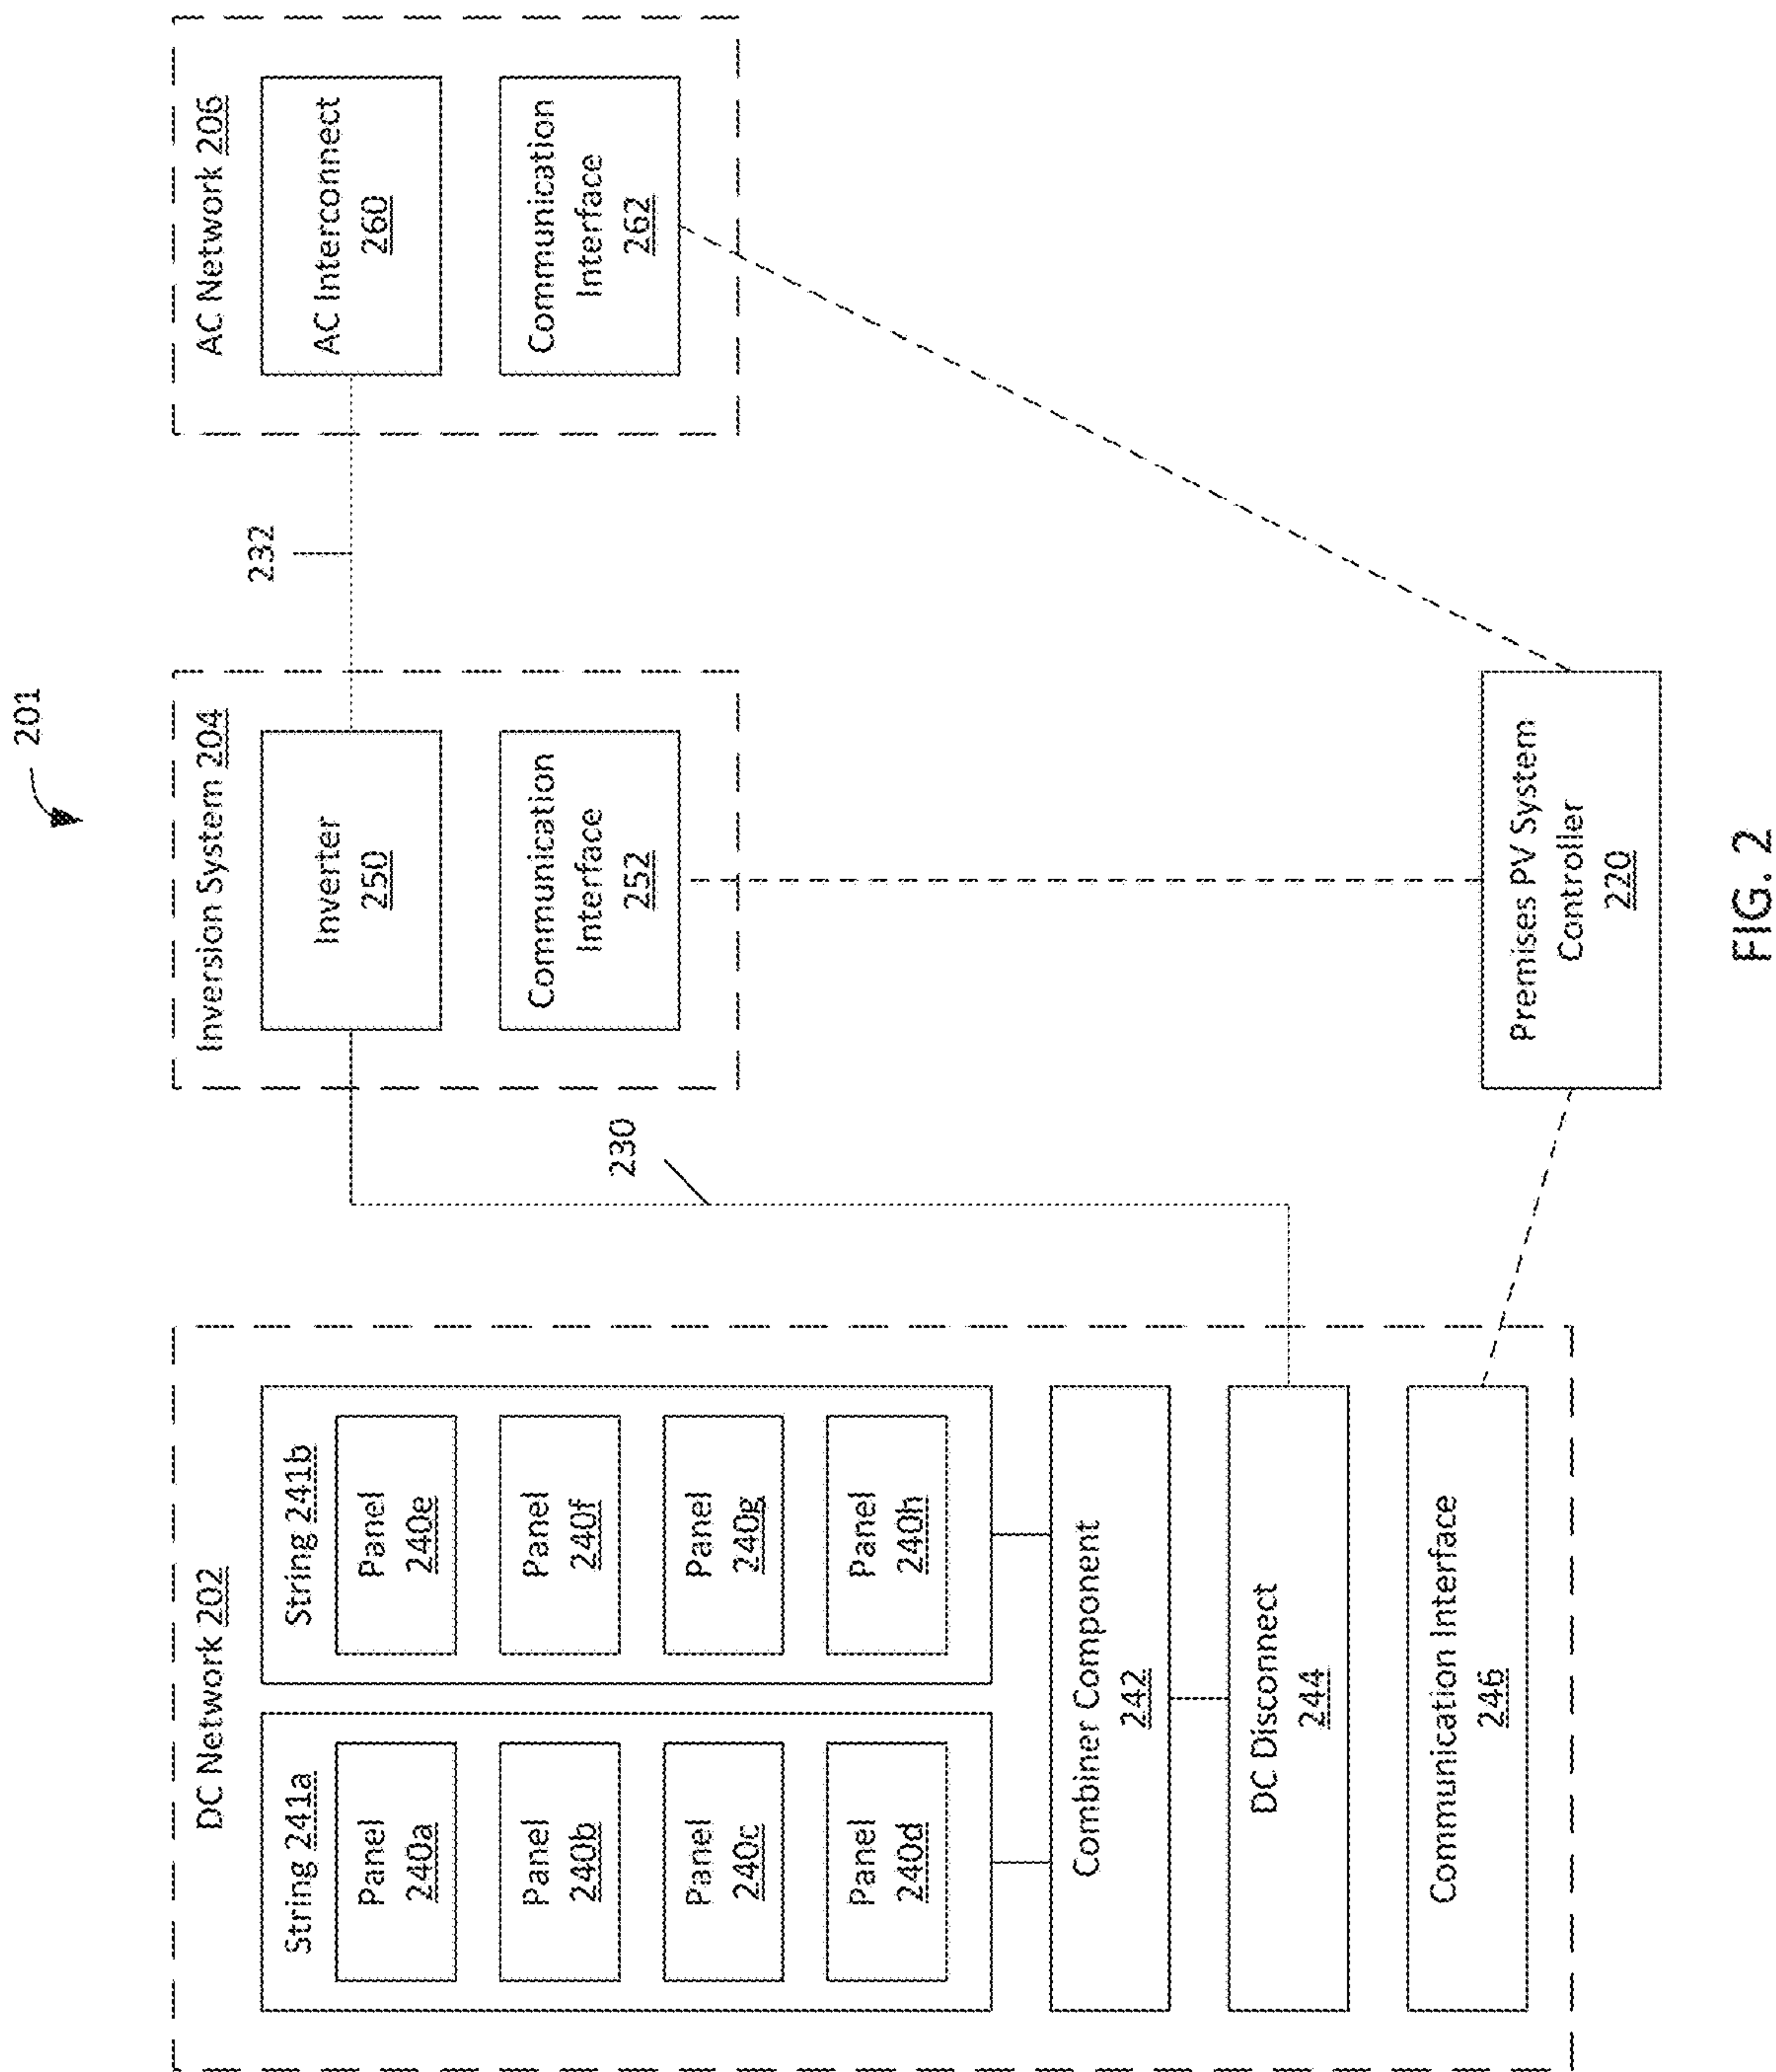 201
DC Network 202
String 241a
Panel
240a
Panel
240b
Panel
240c
Panel
240d
String 241b
Panel
240e
Panel
240f
Panel
240g
Panel
240h
Combiner Component
242
DC Disconnect
244
Communication Interface
246
230
Inversion System 204
Inverter
250
Communication
Interface
252
232
AC Network 206
AC Interconnect
260
Communication
Interface
262
Premises PV System
Controller
220
FIG. 2